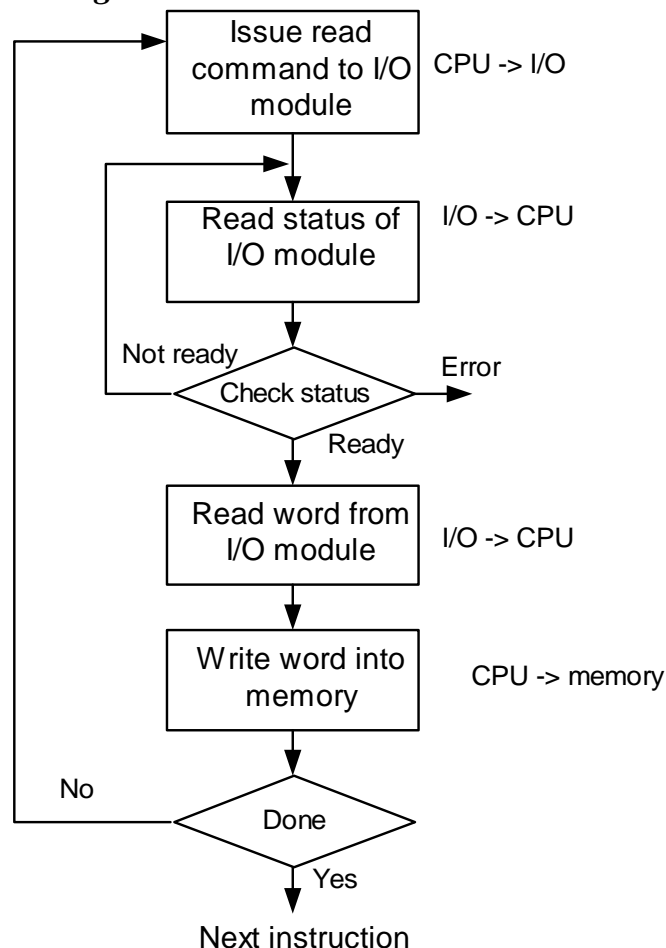 Issue read
command to I/O
module
CPU -> I/O
Read status of
I/O module
I/O -> CPU
Not ready
Check status
Error
Ready
Read word from
I/O module
I/O -> CPU
Write word into
memory
CPU -> memory
No
Done
Yes
Next instruction